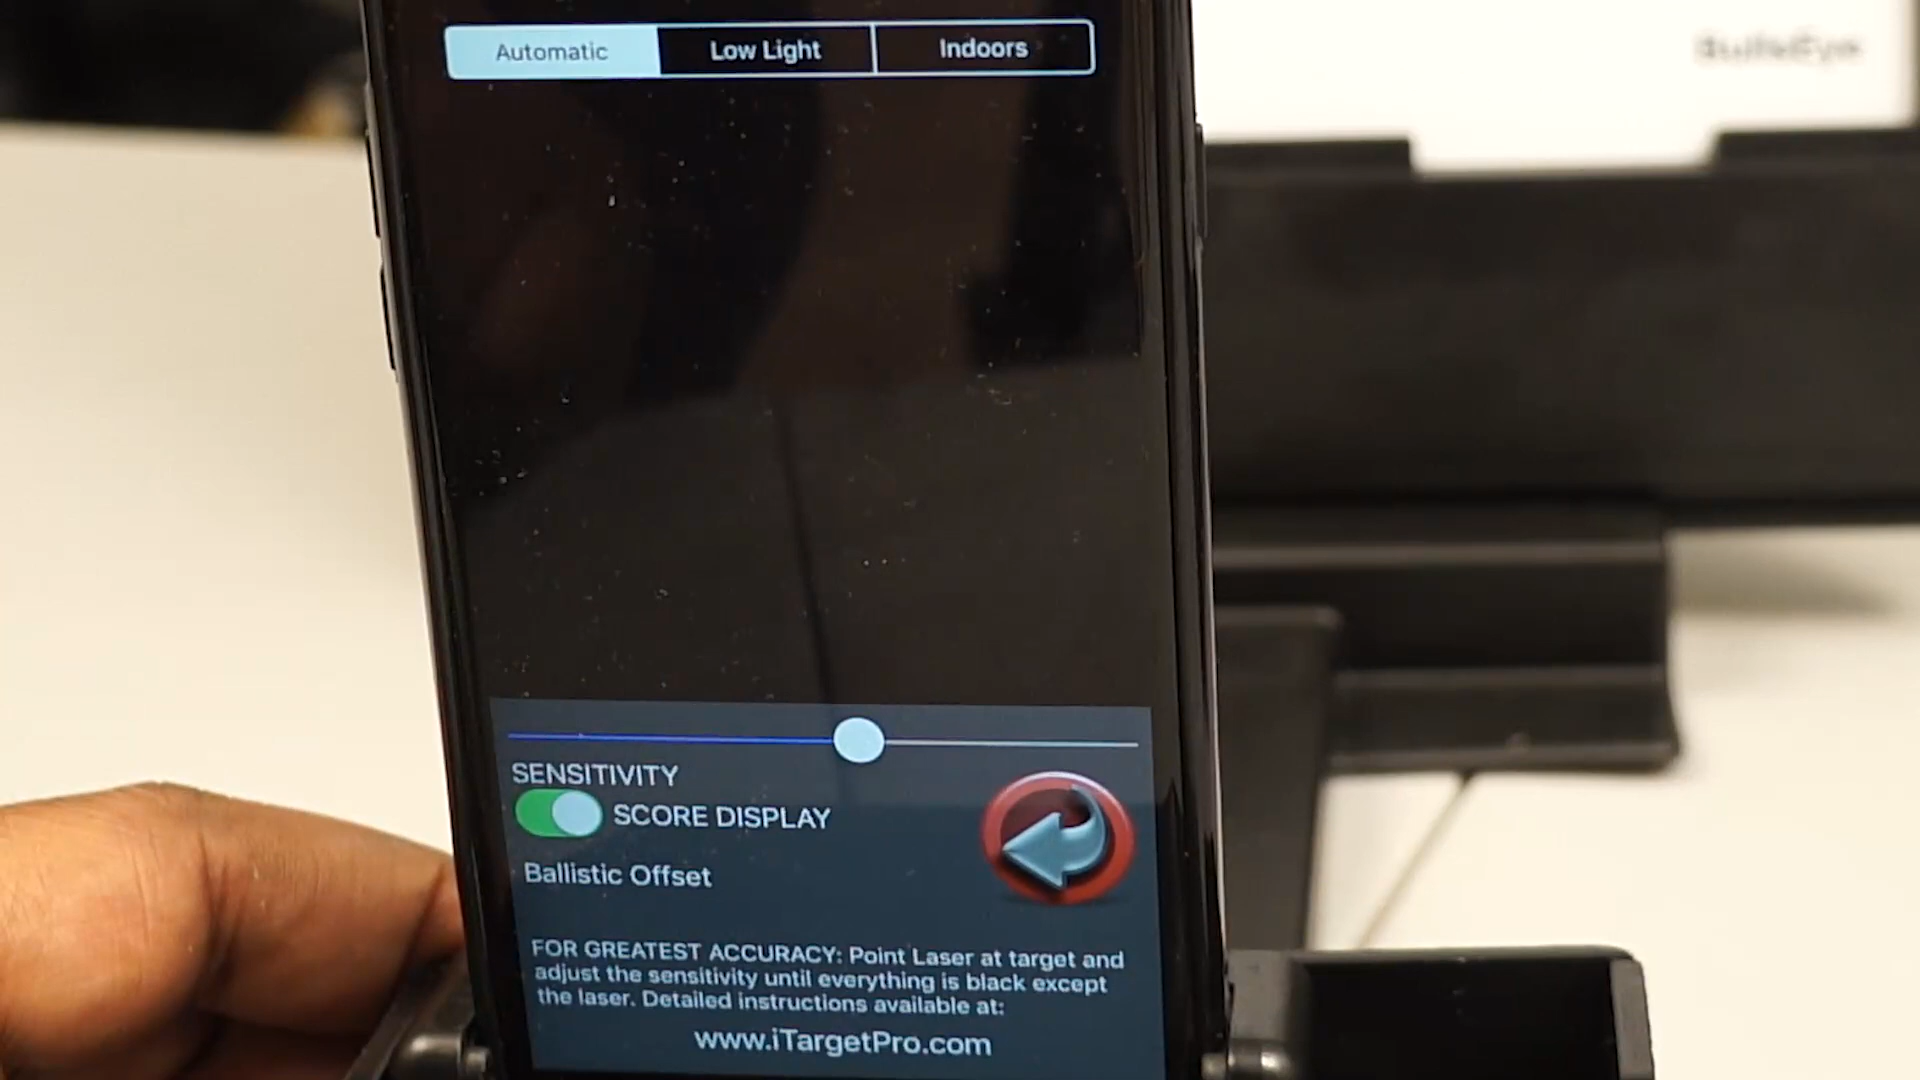 BullsEye
Automatic
Low Light
Indoors
SENSITIVITY
SCORE DISPLAY
Ballistic Offset
FOR GREATEST ACCURACY: Point Laser at target and
adjust the sensitivity until everything is black except
the laser. Detailed instructions available at:
www.iTargetPro.com